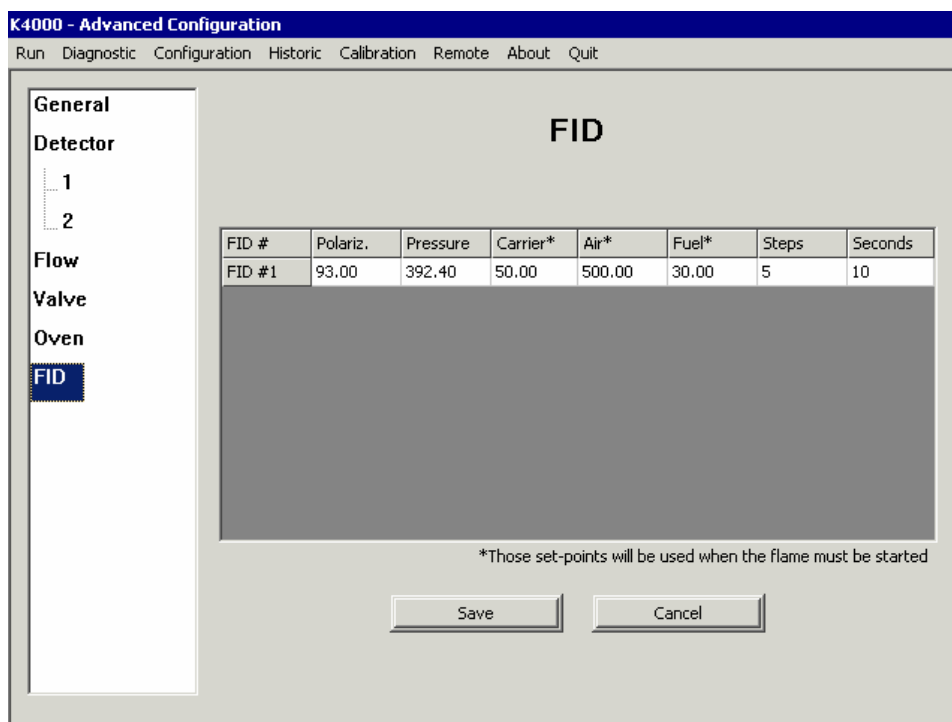 K4000 - Advanced Configuration
Run Diagnostic Configuration Historic Calibration Remote About Quit
General
Detector
1
2
Flow
Valve
Oven
FID
FID
FID # Polariz. Pressure Carrier* Air* Fuel* Steps Seconds
FID #1 93.00 392.40 50.00 500.00 30.00 5 10
*Those set-points will be used when the flame must be started
Save Cancel